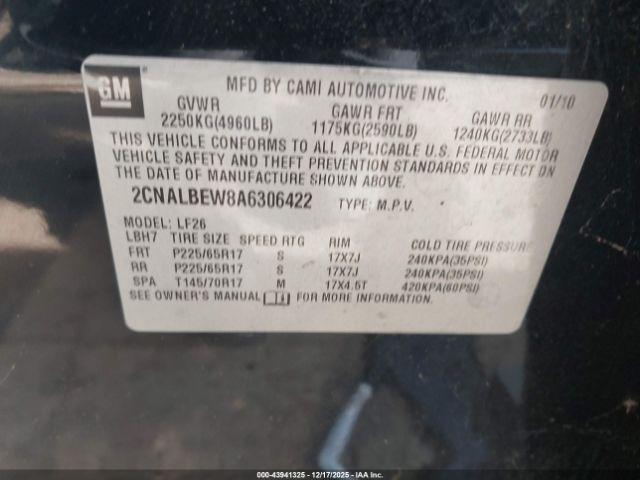 GM
MFD BY CAMI AUTOMOTIVE INC. 01/10
GVWR GAWR FRT GAWR RR
2250KG(4960LB) 1175KG(2590LB) 1240KG(2733LB)
THIS VEHICLE CONFORMS TO ALL APPLICABLE U.S. FEDERAL MOTOR
VEHICLE SAFETY AND THEFT PREVENTION STANDARDS IN EFFECT ON
THE DATE OF MANUFACTURE SHOWN ABOVE.
2CNALBEW8A6306422 TYPE: M.P.V.
MODEL: LF26
LBH7 TIRE SIZE SPEED RTG RIM COLD TIRE PRESSURE
FRT P225/65R17 S 17X7J 240KPA(35PSI)
RR P225/65R17 S 17X7J 240KPA(35PSI)
SPA T145/70R17 M 17X4.5T 420KPA(60PSI)
SEE OWNER'S MANUAL FOR MORE INFORMATION.
000-43941325 - 12/17/2025 - IAA Inc.